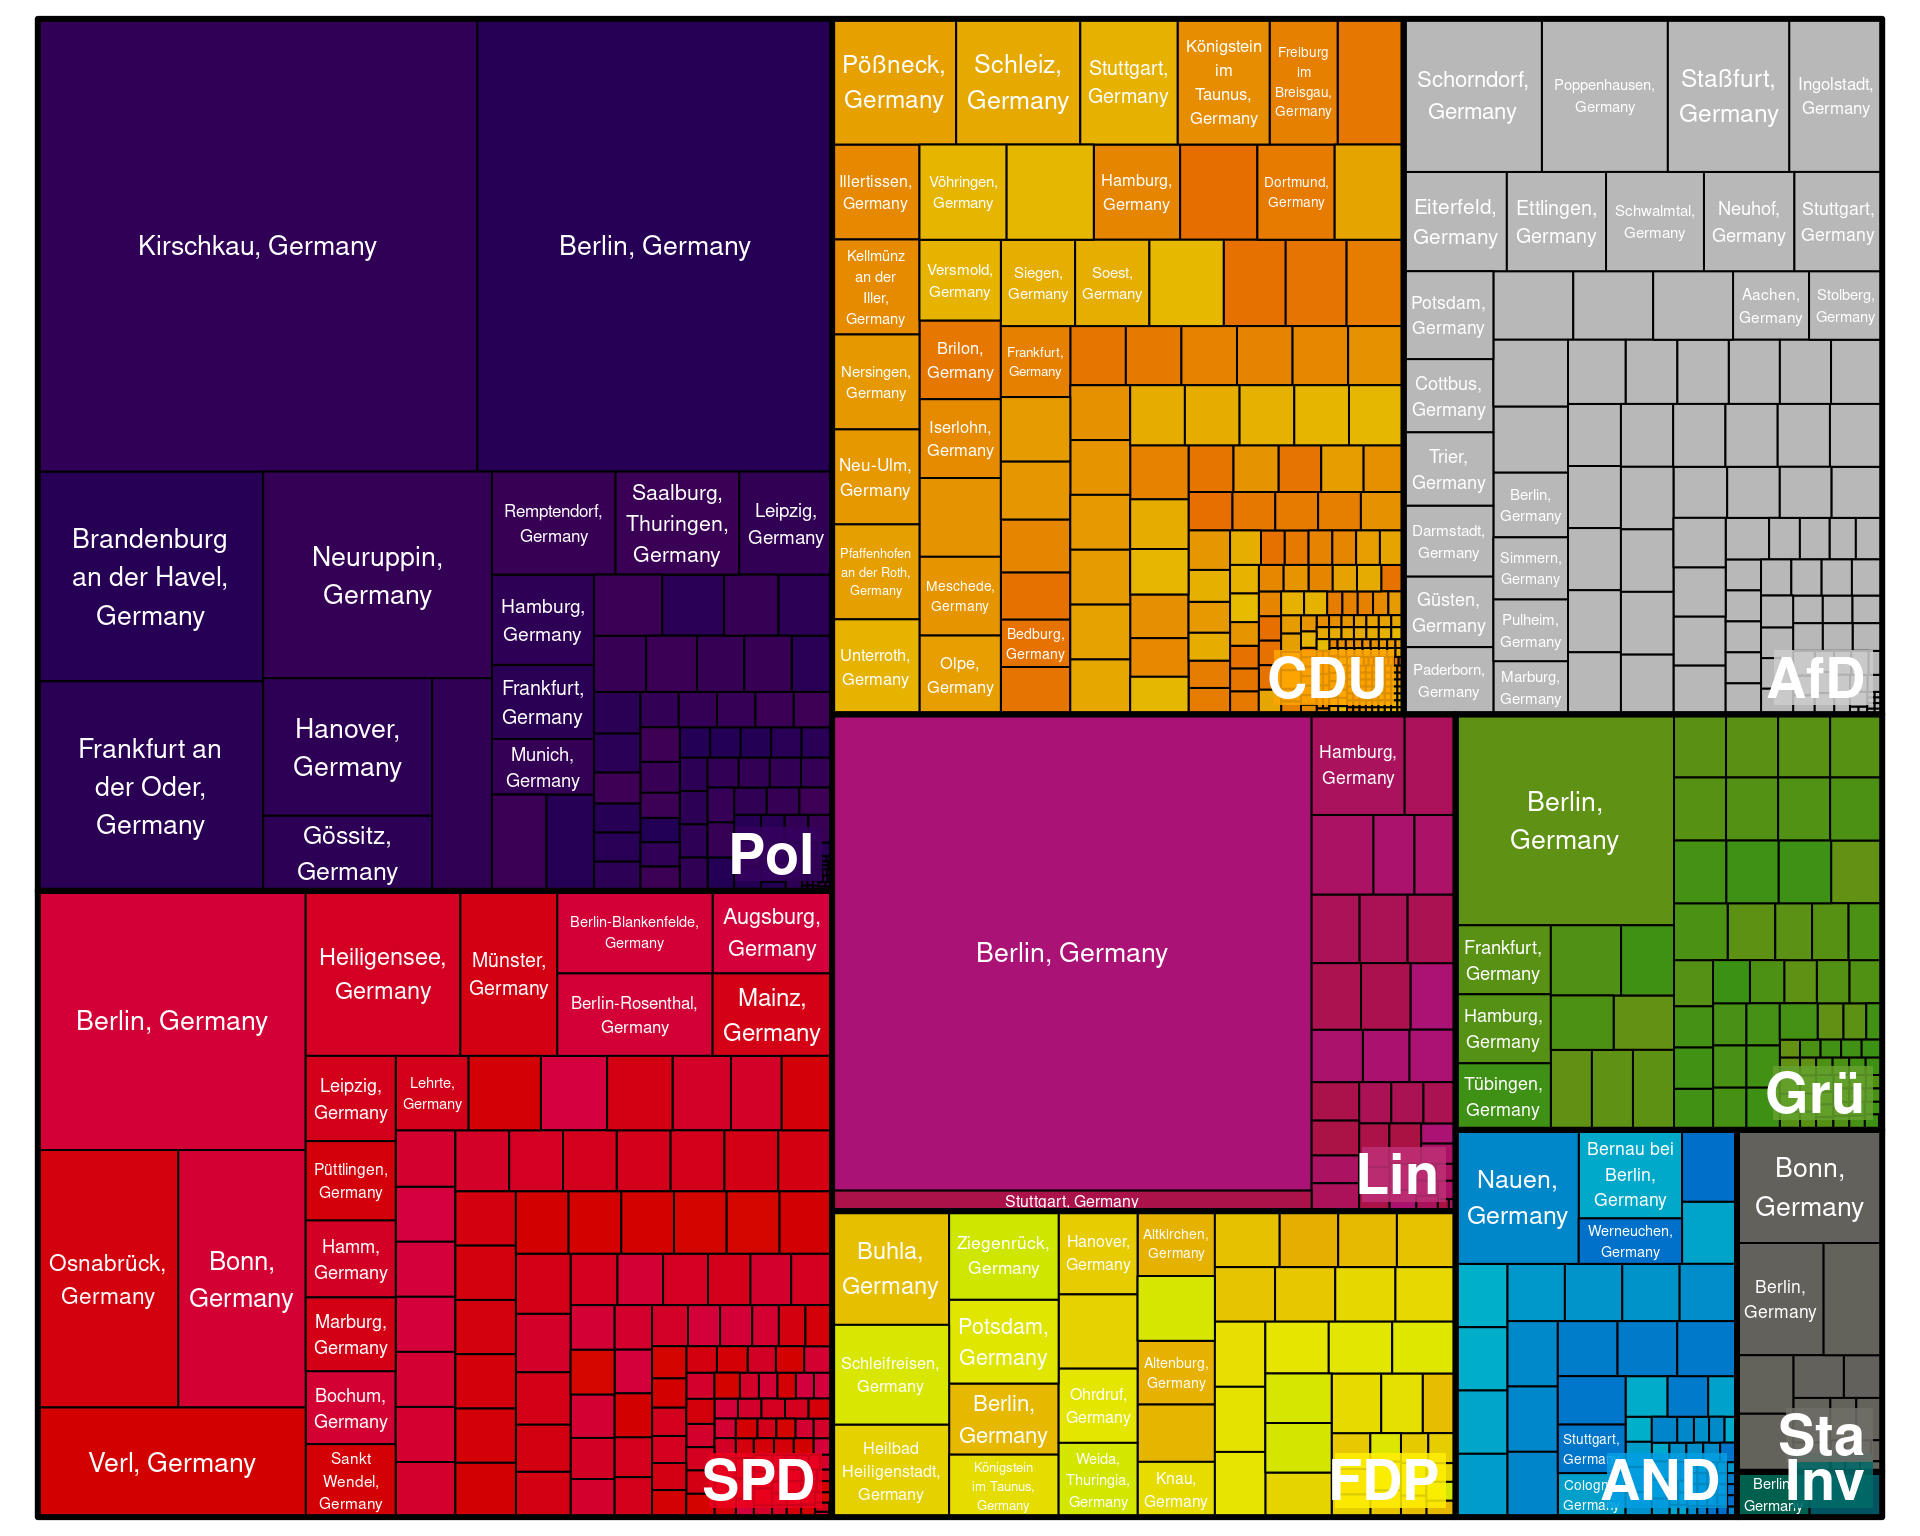 Kirschkau, Germany
Berlin, Germany
Brandenburg
an der Havel,
Germany
Frankfurt an
der Oder,
Germany
Neuruppin,
Germany
Hanover,
Germany
Gössitz,
Germany
Remptendorf,
Germany
Saalburg,
Thuringen,
Germany
Leipzig,
Germany
Hamburg,
Germany
Frankfurt,
Germany
Munich,
Germany
Pol
Pößneck,
Germany
Schleiz,
Germany
Stuttgart,
Germany
Königstein
im
Taunus,
Germany
Freiburg
im
Breisgau,
Germany
Illertissen,
Germany
Vöhringen,
Germany
Hamburg,
Germany
Dortmund,
Germany
Kellmünz
an der
Iller,
Germany
Versmold,
Germany
Siegen,
Germany
Soest,
Germany
Nersingen,
Germany
Brilon,
Germany
Frankfurt,
Germany
Iserlohn,
Germany
Neu-Ulm,
Germany
Pfaffenhofen
an der Roth,
Germany
Meschede,
Germany
Unterroth,
Germany
Olpe,
Germany
Bedburg,
Germany
CDU
Schorndorf,
Germany
Poppenhausen,
Germany
Staßfurt,
Germany
Ingolstadt,
Germany
Eiterfeld,
Germany
Ettlingen,
Germany
Schwalmtal,
Germany
Neuhof,
Germany
Stuttgart,
Germany
Potsdam,
Germany
Aachen,
Germany
Stolberg,
Germany
Cottbus,
Germany
Trier,
Germany
Darmstadt,
Germany
Güsten,
Germany
Paderborn,
Germany
Berlin,
Germany
Simmern,
Germany
Pulheim,
Germany
Marburg,
Germany
AfD
Berlin, Germany
Osnabrück,
Germany
Bonn,
Germany
Verl, Germany
Heiligensee,
Germany
Münster,
Germany
Berlin-Blankenfelde,
Germany
Augsburg,
Germany
Berlin-Rosenthal,
Germany
Mainz,
Germany
Leipzig,
Germany
Lehrte,
Germany
Püttlingen,
Germany
Hamm,
Germany
Marburg,
Germany
Bochum,
Germany
Sankt
Wendel,
Germany
SPD
Berlin, Germany
Hamburg,
Germany
Stuttgart, Germany
Lin
Berlin,
Germany
Frankfurt,
Germany
Hamburg,
Germany
Tübingen,
Germany
Grü
Buhla,
Germany
Schleifreisen,
Germany
Heilbad
Heiligenstadt,
Germany
Ziegenrück,
Germany
Potsdam,
Germany
Berlin,
Germany
Königstein
im Taunus,
Germany
Hanover,
Germany
Ohrdruf,
Germany
Weida,
Thuringia,
Germany
Altkirchen,
Germany
Altenburg,
Germany
Knau,
Germany
FDP
Nauen,
Germany
Bernau bei
Berlin,
Germany
Werneuchen,
Germany
Stuttgart,
Germany
Cologne,
Germany
AND
Bonn,
Germany
Berlin,
Germany
Sta
Berlin,
Germany
Inv